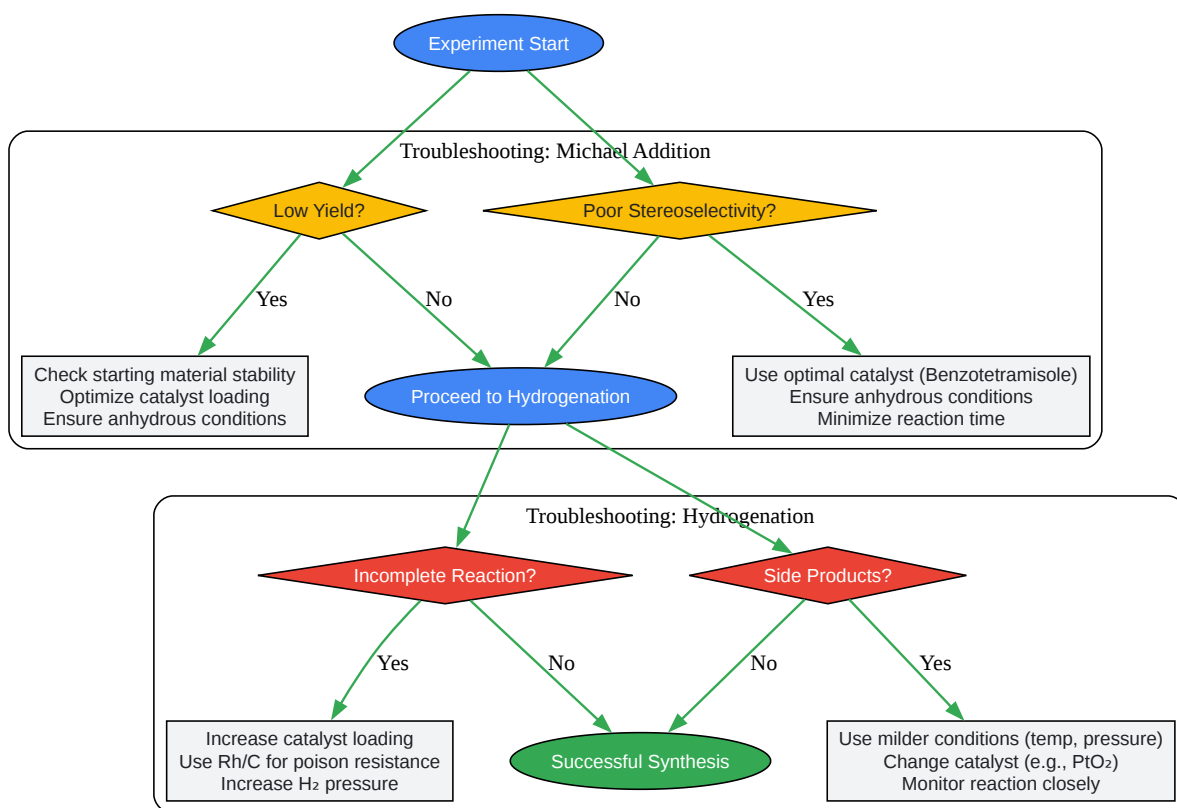 Experiment Start
Troubleshooting: Michael Addition
Low Yield?
Poor Stereoselectivity?
Yes
No
No
Yes
Check starting material stability
Optimize catalyst loading
Ensure anhydrous conditions
Proceed to Hydrogenation
Use optimal catalyst (Benzotetramisole)
Ensure anhydrous conditions
Minimize reaction time
Troubleshooting: Hydrogenation
Incomplete Reaction?
Side Products?
Yes
No
No
Yes
Increase catalyst loading
Use Rh/C for poison resistance
Increase H₂ pressure
Successful Synthesis
Use milder conditions (temp, pressure)
Change catalyst (e.g., PtO₂)
Monitor reaction closely